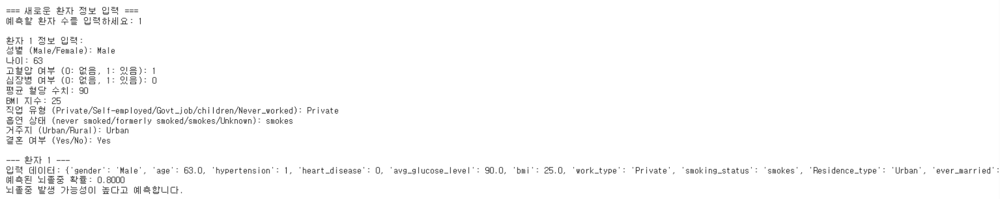 === 새로운 환자 정보 입력 ===
예측할 환자 수를 입력하세요: 1
환자 1 정보 입력:
성별 (Male/Female): Male
나이: 63
고혈압 여부 (0: 없음, 1: 있음): 1
심장병 여부 (0: 없음, 1: 있음): 0
평균 혈당 수치: 90
BMI 지수: 25
직업 유형 (Private/Self-employed/Govt_job/children/Never_worked): Private
흡연 상태 (never smoked/formerly smoked/smokes/Unknown): smokes
거주지 (Urban/Rural): Urban
결혼 여부 (Yes/No): Yes
--- 환자 1 ---
입력 데이터: {'gender': 'Male', 'age': 63.0, 'hypertension': 1, 'heart_disease': 0, 'avg_glucose_level': 90.0, 'bmi': 25.0, 'work_type': 'Private', 'smoking_status': 'smokes', 'Residence_type': 'Urban', 'ever_married':
예측된 뇌졸중 확률: 0.8000
뇌졸중 발생 가능성이 높다고 예측합니다.